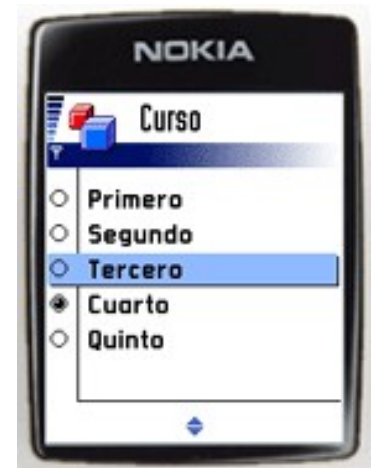 NOKIA
Curso
Primero
Segundo
Tercero
Cuarto
Quinto